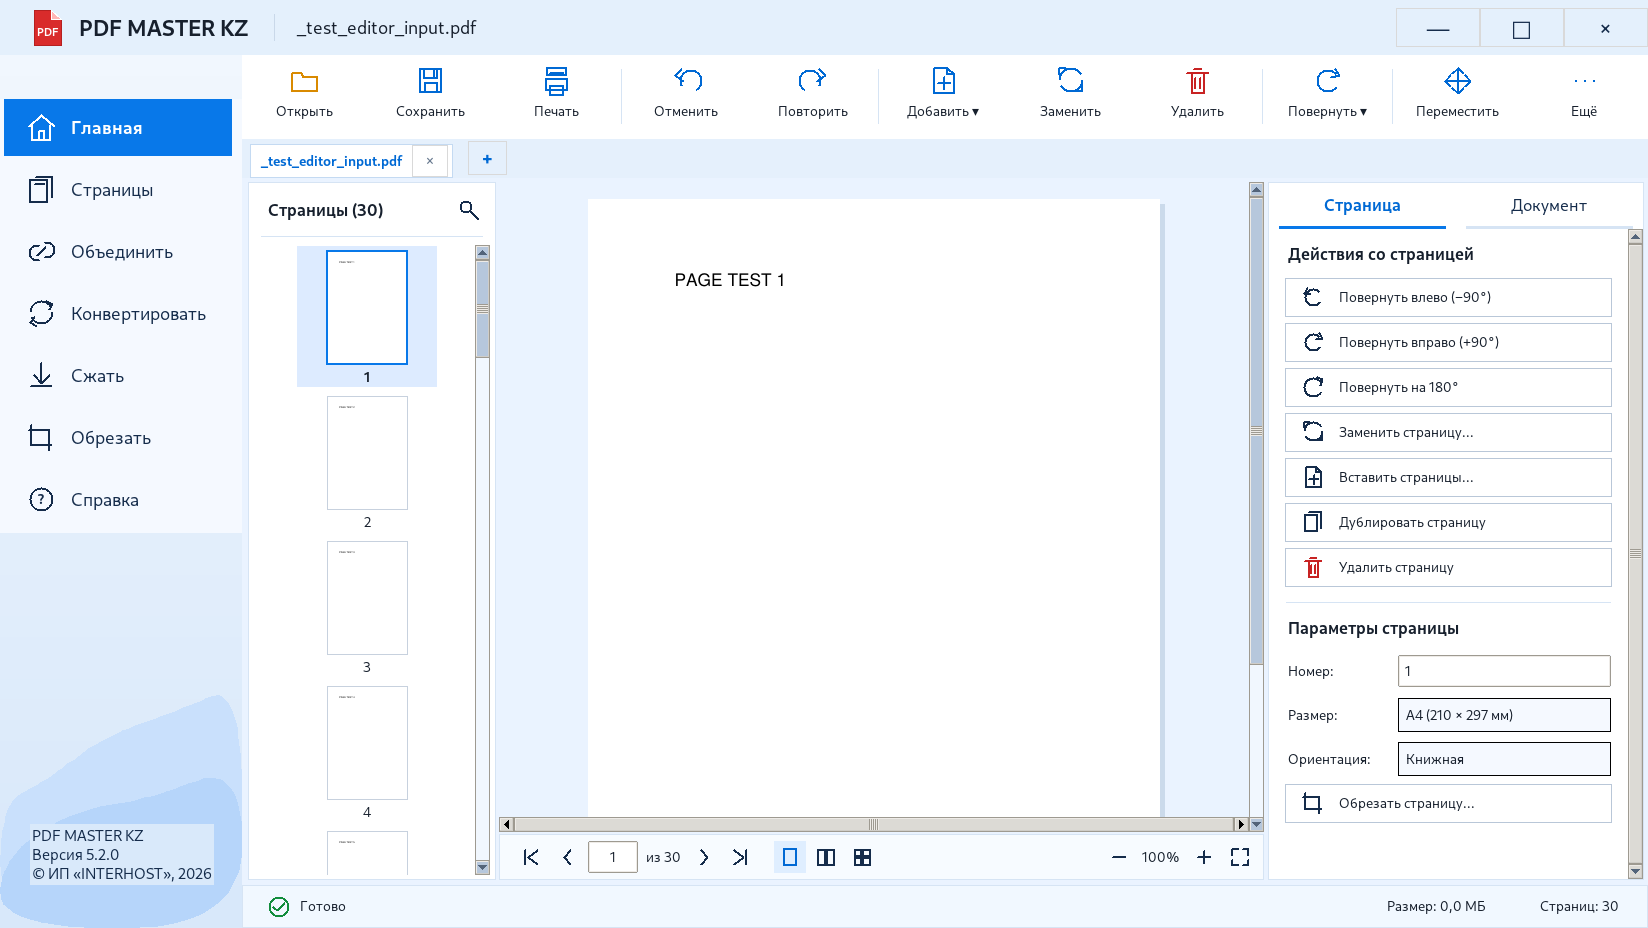 PDF
PDF MASTER KZ
_test_editor_input.pdf
Открыть
Сохранить
Печать
Отменить
Повторить
Добавить ▾
Заменить
Удалить
Повернуть ▾
Переместить
Ещё
Главная
Страницы
Объединить
Конвертировать
Сжать
Обрезать
Справка
PDF MASTER KZ
Версия 5.2.0
© ИП «INTERHOST», 2026
_test_editor_input.pdf
×
+
Страницы (30)
1
2
3
4
PAGE TEST 1
1
из 30
100%
Страница
Документ
Действия со страницей
Повернуть влево (−90°)
Повернуть вправо (+90°)
Повернуть на 180°
Заменить страницу...
Вставить страницы...
Дублировать страницу
Удалить страницу
Параметры страницы
Номер:
1
Размер:
A4 (210 × 297 мм)
Ориентация:
Книжная
Обрезать страницу...
Готово
Размер: 0,0 МБ
Страниц: 30